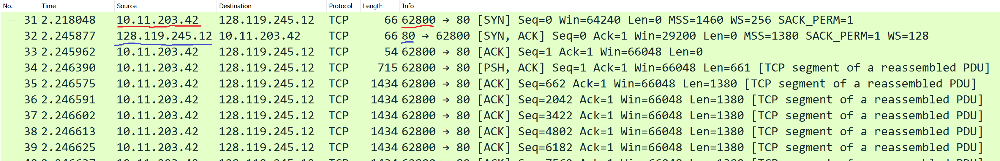 No. Time Source Destination Protocol Length Info
31 2.218048 10.11.203.42 128.119.245.12 TCP 66 62800 → 80 [SYN] Seq=0 Win=64240 Len=0 MSS=1460 WS=256 SACK_PERM=1
32 2.245877 128.119.245.12 10.11.203.42 TCP 66 80 → 62800 [SYN, ACK] Seq=0 Ack=1 Win=29200 Len=0 MSS=1380 SACK_PERM=1 WS=128
33 2.245962 10.11.203.42 128.119.245.12 TCP 54 62800 → 80 [ACK] Seq=1 Ack=1 Win=66048 Len=0
34 2.246390 10.11.203.42 128.119.245.12 TCP 715 62800 → 80 [PSH, ACK] Seq=1 Ack=1 Win=66048 Len=661 [TCP segment of a reassembled PDU]
35 2.246575 10.11.203.42 128.119.245.12 TCP 1434 62800 → 80 [ACK] Seq=662 Ack=1 Win=66048 Len=1380 [TCP segment of a reassembled PDU]
36 2.246591 10.11.203.42 128.119.245.12 TCP 1434 62800 → 80 [ACK] Seq=2042 Ack=1 Win=66048 Len=1380 [TCP segment of a reassembled PDU]
37 2.246602 10.11.203.42 128.119.245.12 TCP 1434 62800 → 80 [ACK] Seq=3422 Ack=1 Win=66048 Len=1380 [TCP segment of a reassembled PDU]
38 2.246613 10.11.203.42 128.119.245.12 TCP 1434 62800 → 80 [ACK] Seq=4802 Ack=1 Win=66048 Len=1380 [TCP segment of a reassembled PDU]
39 2.246625 10.11.203.42 128.119.245.12 TCP 1434 62800 → 80 [ACK] Seq=6182 Ack=1 Win=66048 Len=1380 [TCP segment of a reassembled PDU]